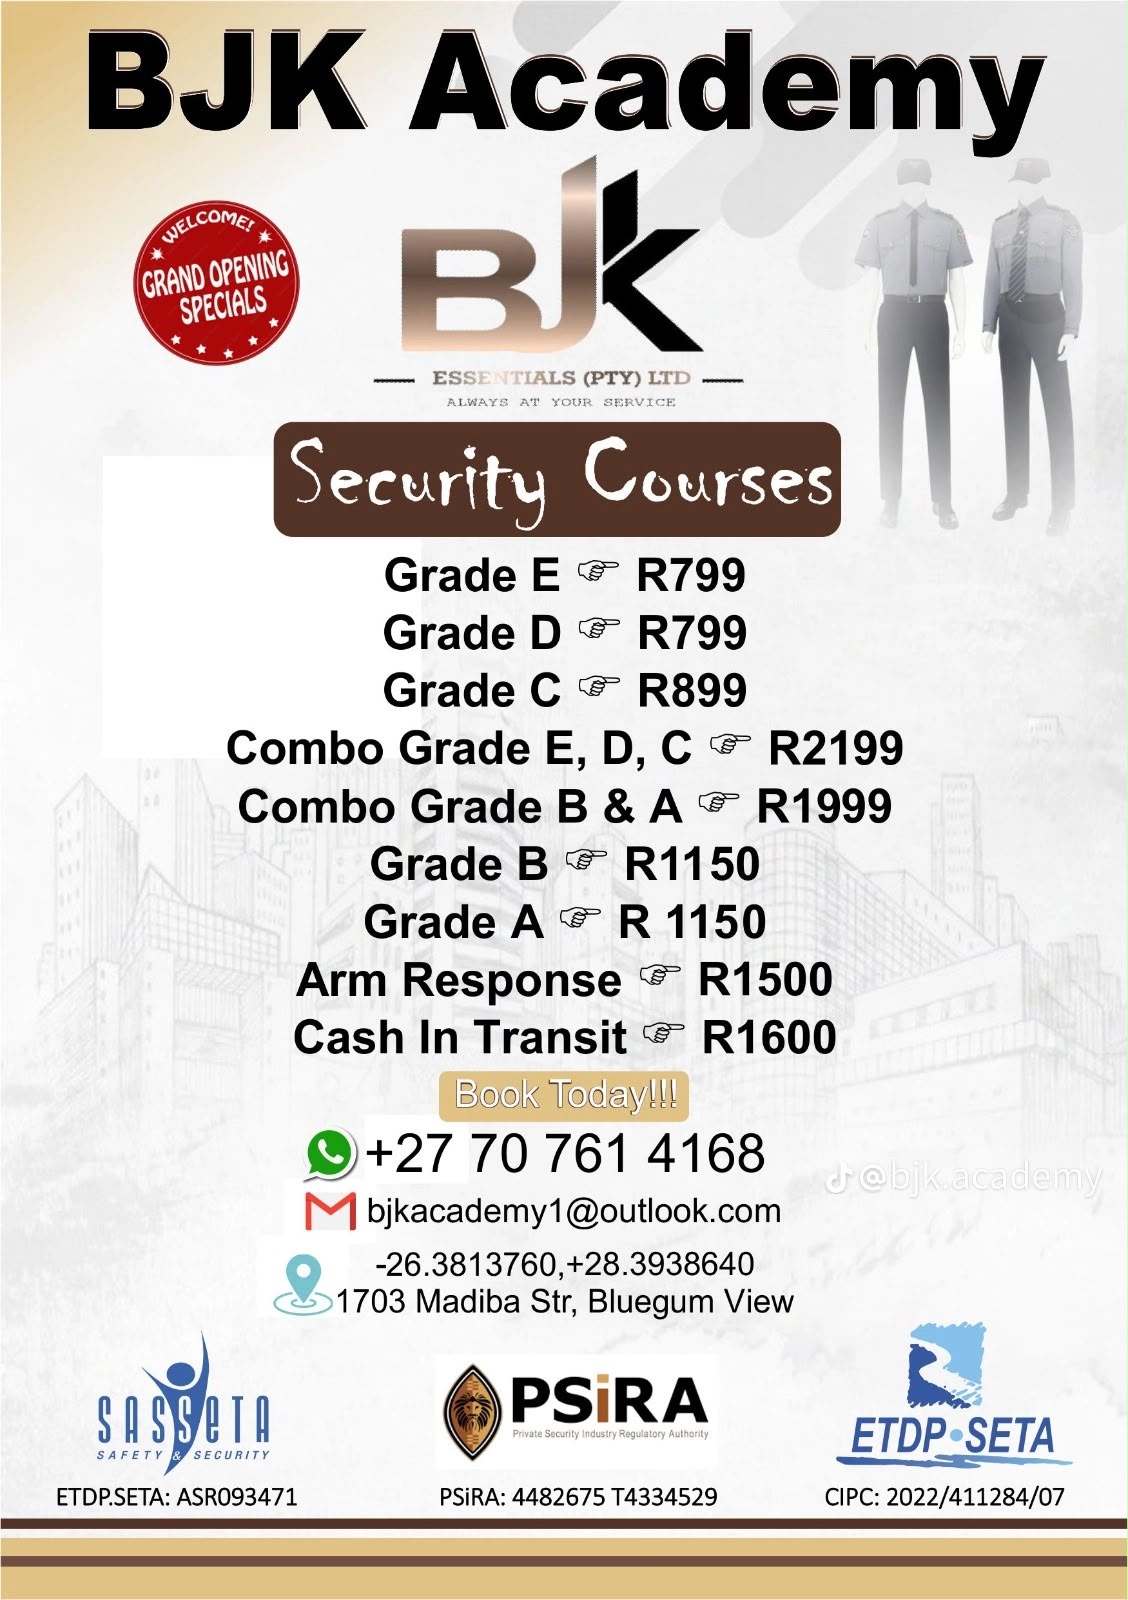 BJK Academy
WELCOME!
GRAND OPENING
SPECIALS
BJK
ESSENTIALS (PTY) LTD
ALWAYS AT YOUR SERVICE
Security Courses
Grade E ☞ R799
Grade D ☞ R799
Grade C ☞ R899
Combo Grade E, D, C ☞ R2199
Combo Grade B & A ☞ R1999
Grade B ☞ R1150
Grade A ☞ R 1150
Arm Response ☞ R1500
Cash In Transit ☞ R1600
Book Today!!!
+27 70 761 4168
@bjk.academy
bjkacademy1@outlook.com
-26.3813760,+28.3938640
1703 Madiba Str, Bluegum View
SASSETA
SAFETY & SECURITY
PSiRA
Private Security Industry Regulatory Authority
ETDP•SETA
ETDP.SETA: ASR093471
PSiRA: 4482675 T4334529
CIPC: 2022/411284/07